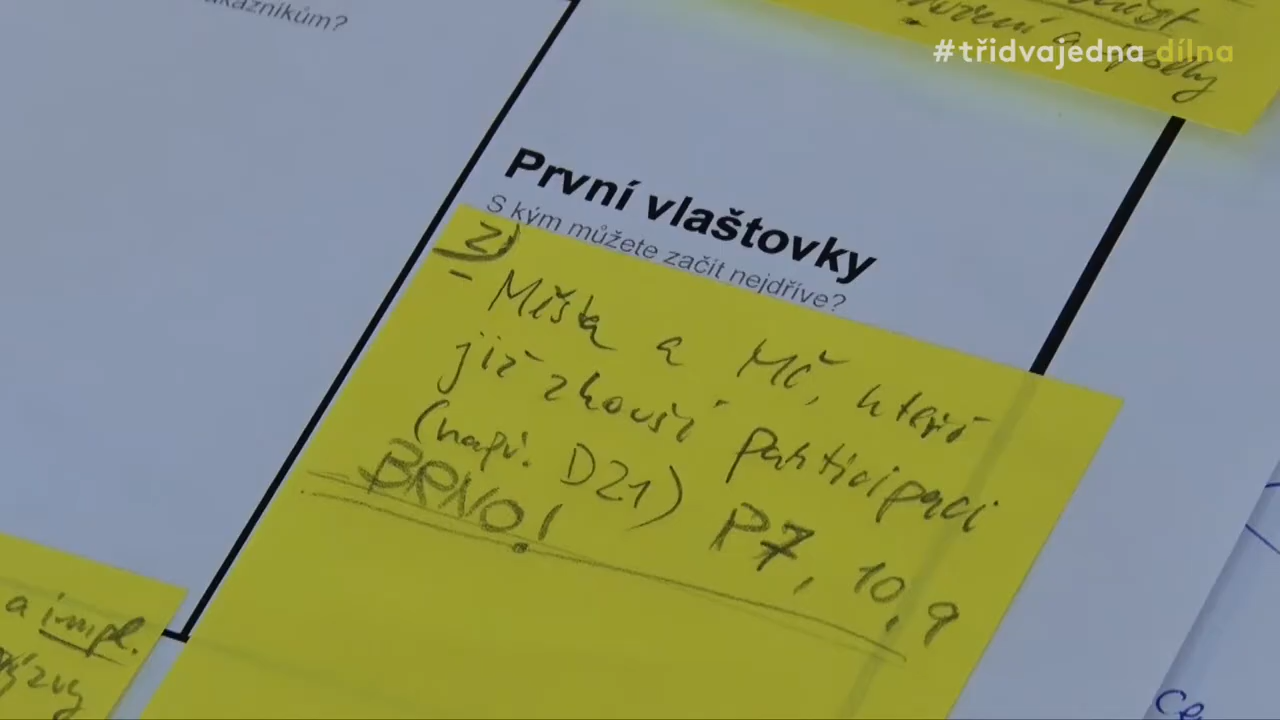 #třidvajedna dílna
První vlaštovky
S kým můžete začít nejdříve?
2)
- Města a MČ, kteří
již zkouší participaci
(např. D21) P7, 10, 9
BRNO!
a impl.